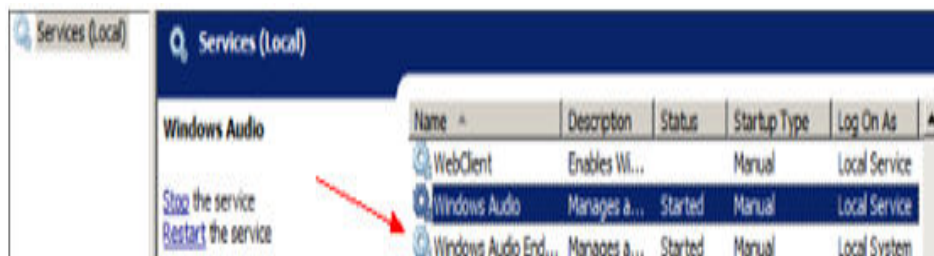 Services (Local)
Services (Local)
Windows Audio
Stop the service
Restart the service
Name Description Status Startup Type Log On As
WebClient Enables Wi... Manual Local Service
Windows Audio Manages a... Started Manual Local Service
Windows Audio End... Manages a... Started Manual Local System